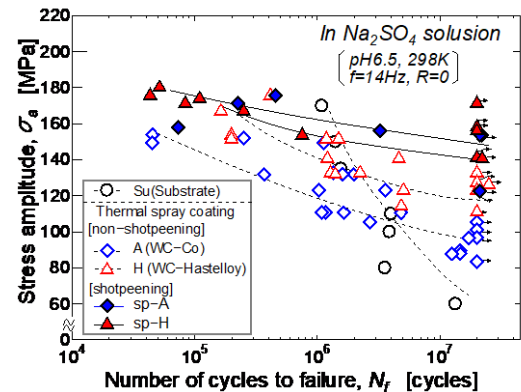 In Na2SO4 solusion
pH6.5, 298K
f=14Hz, R=0
Stress amplitude, σa [MPa]
220
200
180
160
140
120
100
80
60
0
Su(Substrate)
Thermal spray coating
[non-shotpeening]
A (WC-Co)
H (WC-Hastelloy)
[shotpeening]
sp-A
sp-H
10^4 10^5 10^6 10^7
Number of cycles to failure, Nf [cycles]